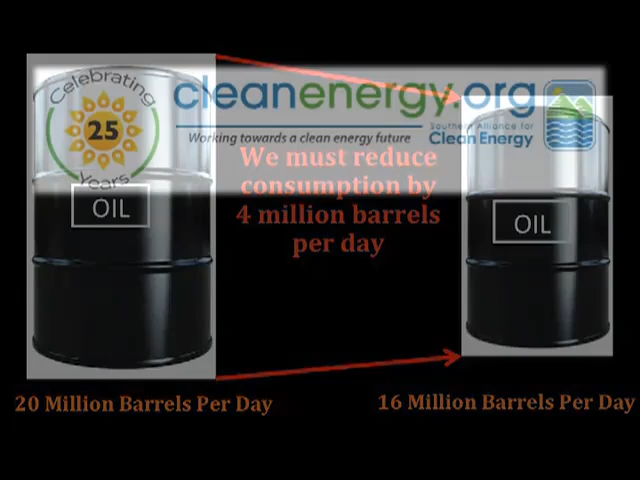 Celebrating
25
Years
cleanenergy.org
Working towards a clean energy future
Southern Alliance for
Clean Energy
We must reduce
consumption by
4 million barrels
per day
OIL
OIL
20 Million Barrels Per Day
16 Million Barrels Per Day